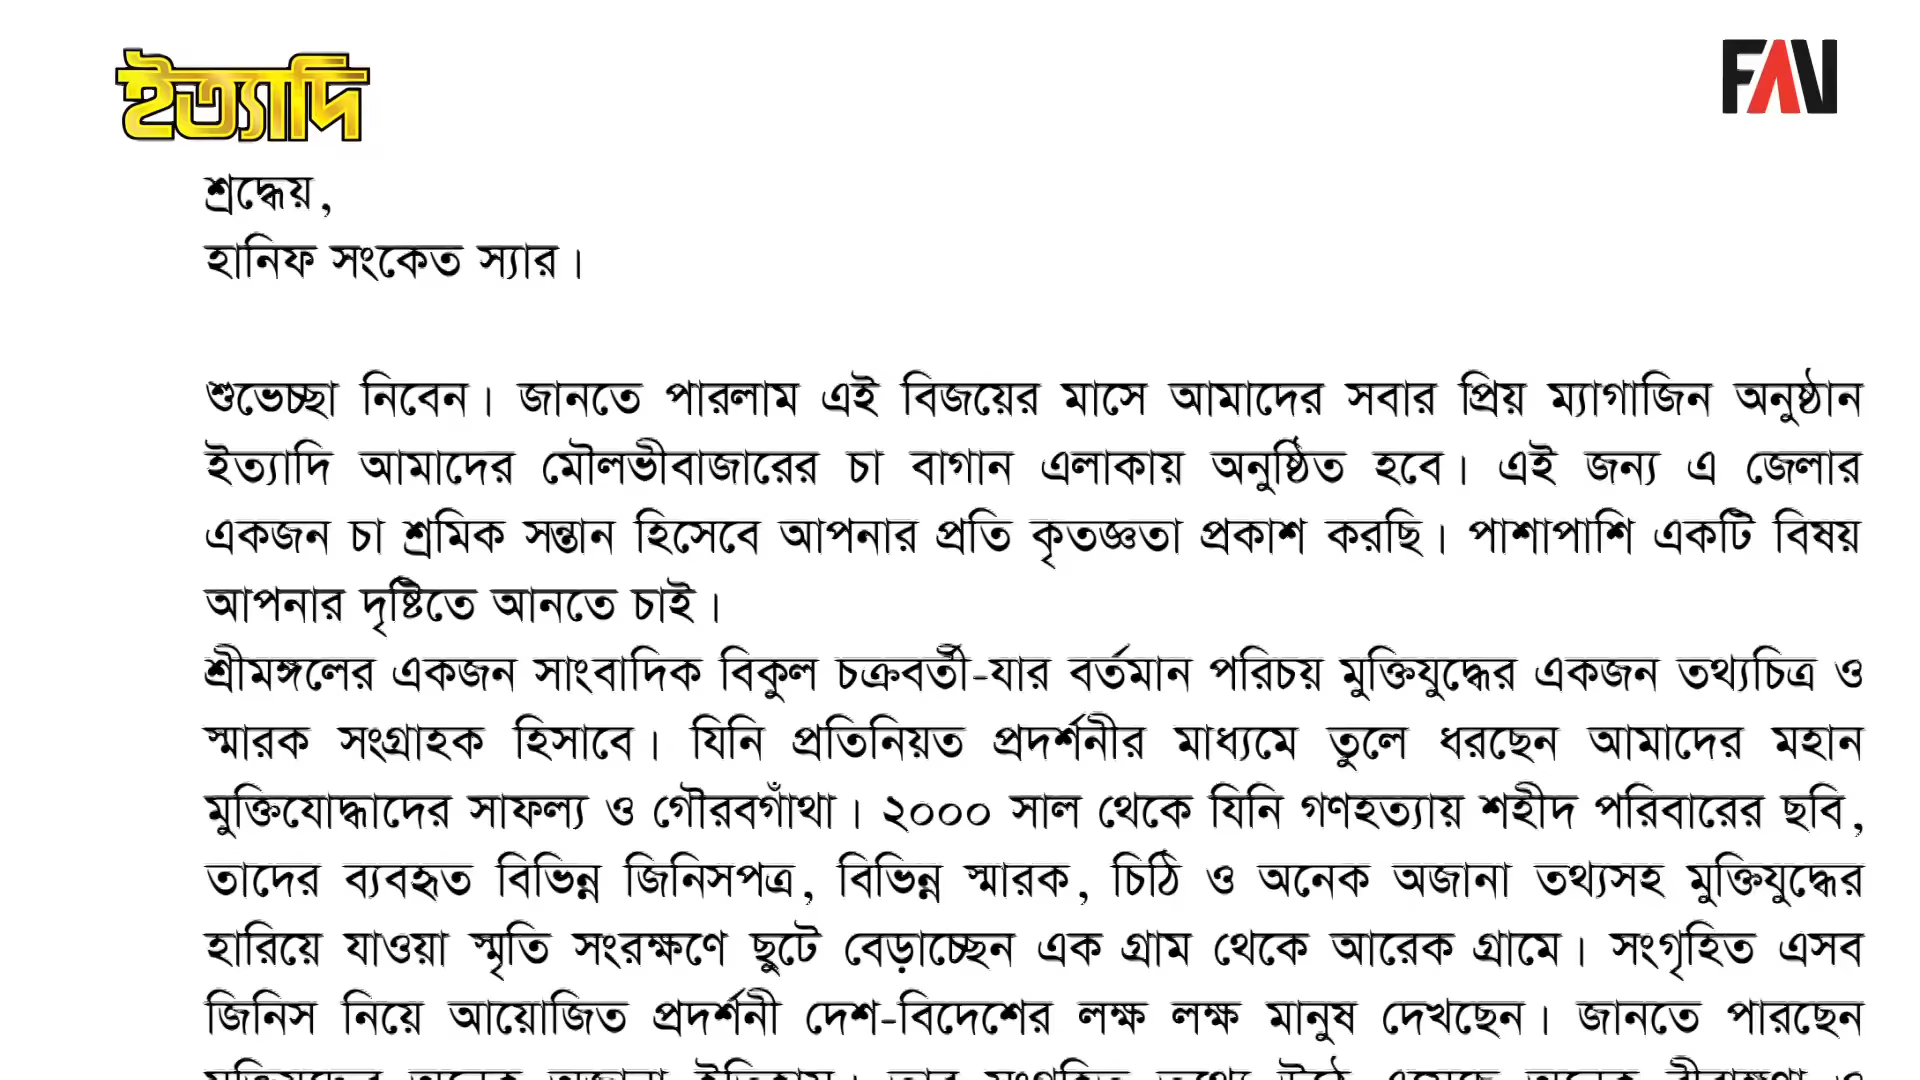 ইত্যাদি
FAV
শ্রদ্ধেয়,
হানিফ সংকেত স্যার।
শুভেচ্ছা নিবেন। জানতে পারলাম এই বিজয়ের মাসে আমাদের সবার প্রিয় ম্যাগাজিন অনুষ্ঠান
ইত্যাদি আমাদের মৌলভীবাজারের চা বাগান এলাকায় অনুষ্ঠিত হবে। এই জন্য এ জেলার
একজন চা শ্রমিক সন্তান হিসেবে আপনার প্রতি কৃতজ্ঞতা প্রকাশ করছি। পাশাপাশি একটি বিষয়
আপনার দৃষ্টিতে আনতে চাই।
শ্রীমঙ্গলের একজন সাংবাদিক বিকুল চক্রবর্তী-যার বর্তমান পরিচয় মুক্তিযুদ্ধের একজন তথ্যচিত্র ও
স্মারক সংগ্রাহক হিসাবে। যিনি প্রতিনিয়ত প্রদর্শনীর মাধ্যমে তুলে ধরছেন আমাদের মহান
মুক্তিযোদ্ধাদের সাফল্য ও গৌরবগাঁথা। ২০০০ সাল থেকে যিনি গণহত্যায় শহীদ পরিবারের ছবি,
তাদের ব্যবহৃত বিভিন্ন জিনিসপত্র, বিভিন্ন স্মারক, চিঠি ও অনেক অজানা তথ্যসহ মুক্তিযুদ্ধের
হারিয়ে যাওয়া স্মৃতি সংরক্ষণে ছুটে বেড়াচ্ছেন এক গ্রাম থেকে আরেক গ্রামে। সংগৃহিত এসব
জিনিস নিয়ে আয়োজিত প্রদর্শনী দেশ-বিদেশের লক্ষ লক্ষ মানুষ দেখছেন। জানতে পারছেন